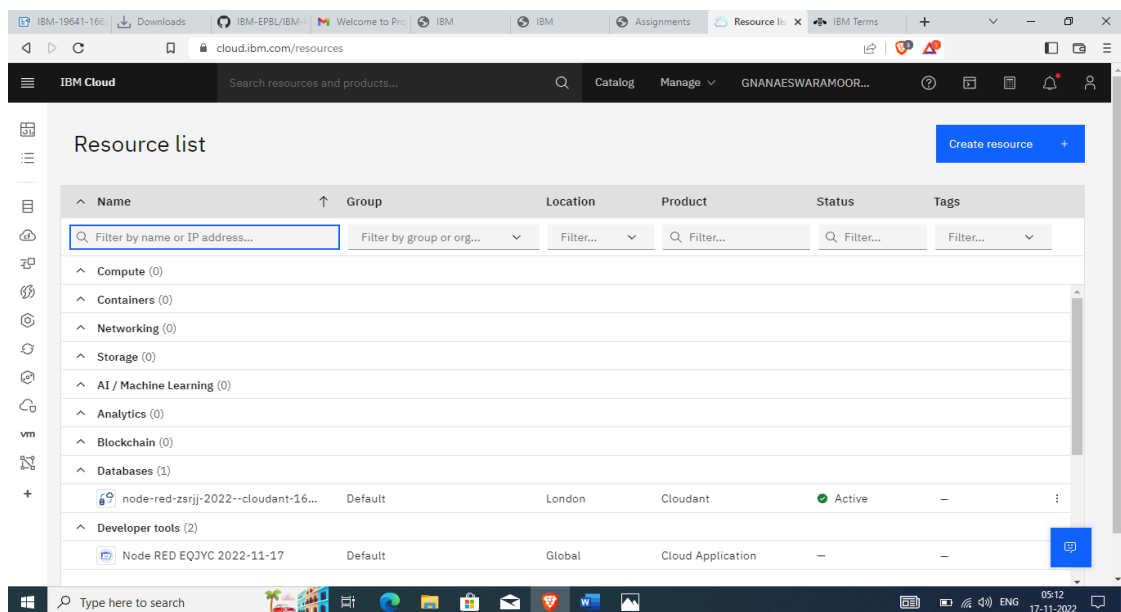 IBM-19641-166.
Downloads
IBM-EPBL/IBM-
Welcome to Pro
IBM
IBM
Assignments
Resource lis
IBM Terms
cloud.ibm.com/resources
IBM Cloud
Search resources and products...
Catalog
Manage
GNANAESWARAMOOR...
Resource list
Create resource +
Name Group Location Product Status Tags
Filter by name or IP address... Filter by group or org... Filter... Filter... Filter... Filter...
Compute (0)
Containers (0)
Networking (0)
Storage (0)
AI / Machine Learning (0)
Analytics (0)
Blockchain (0)
vm
Databases (1)
node-red-zsrjj-2022--cloudant-16... Default London Cloudant Active –
Developer tools (2)
Node RED EQJYC 2022-11-17 Default Global Cloud Application – –
Type here to search
ENG
05:12
17-11-2022